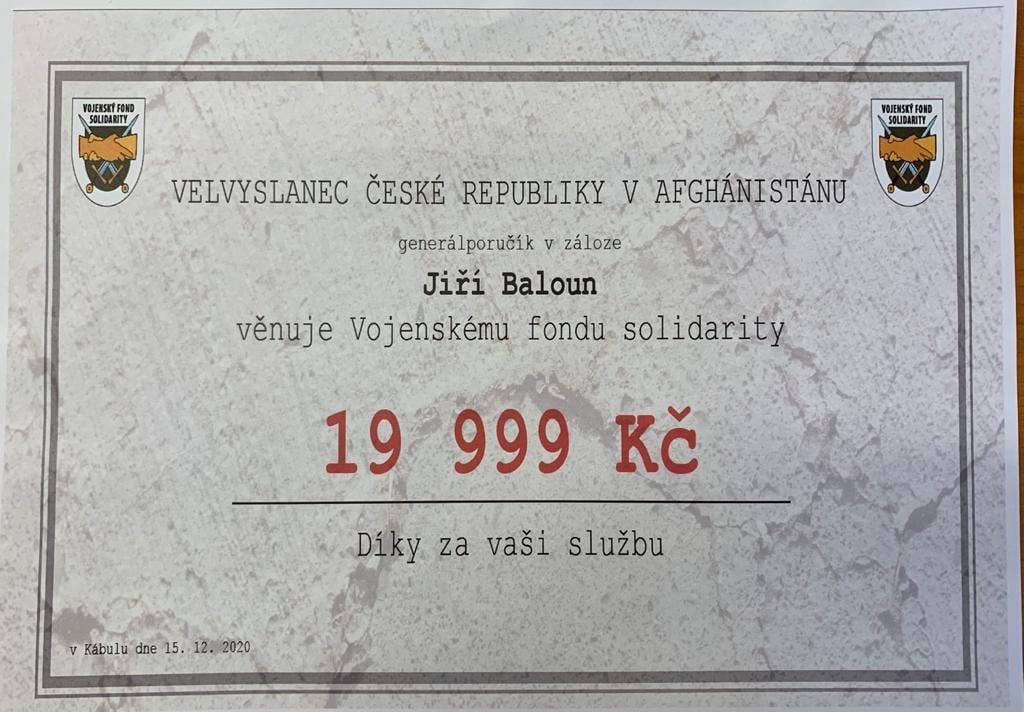 VOJENSKÝ FOND
SOLIDARITY
VOJENSKÝ FOND
SOLIDARITY
VELVYSLANEC ČESKÉ REPUBLIKY V AFGHÁNISTÁNU
generálporučík v záloze
Jiří Baloun
věnuje Vojenskému fondu solidarity
19 999 Kč
Díky za vaši službu
v Kábulu dne 15. 12. 2020